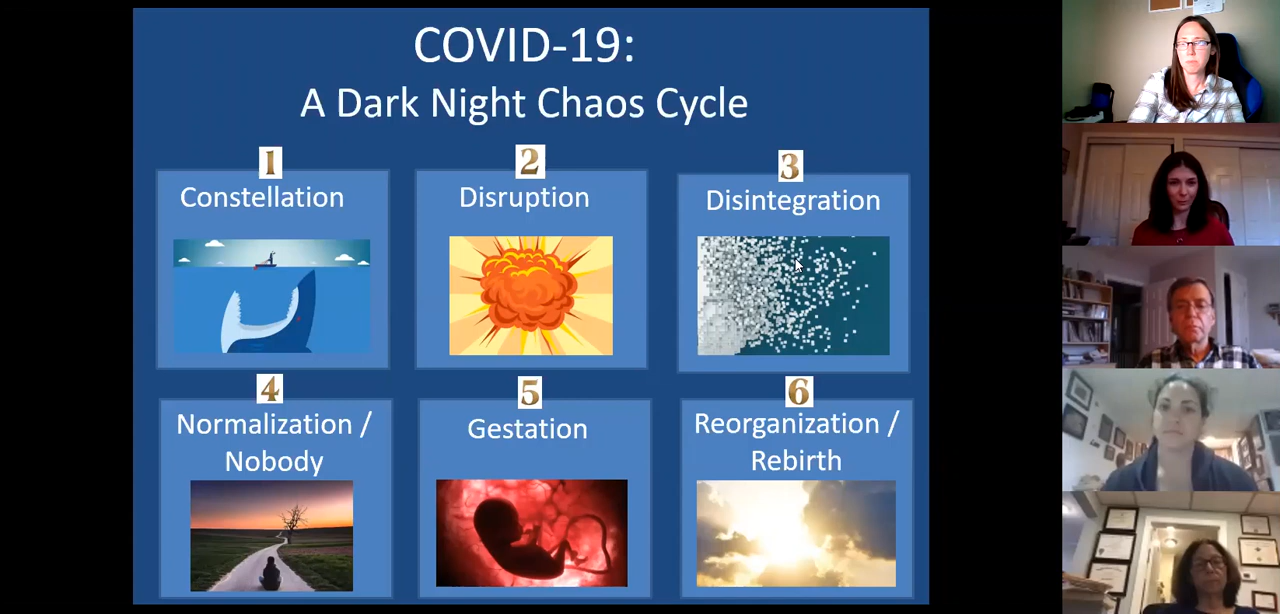 COVID-19:
A Dark Night Chaos Cycle
1
Constellation
2
Disruption
3
Disintegration
4
Normalization /
Nobody
5
Gestation
6
Reorganization /
Rebirth